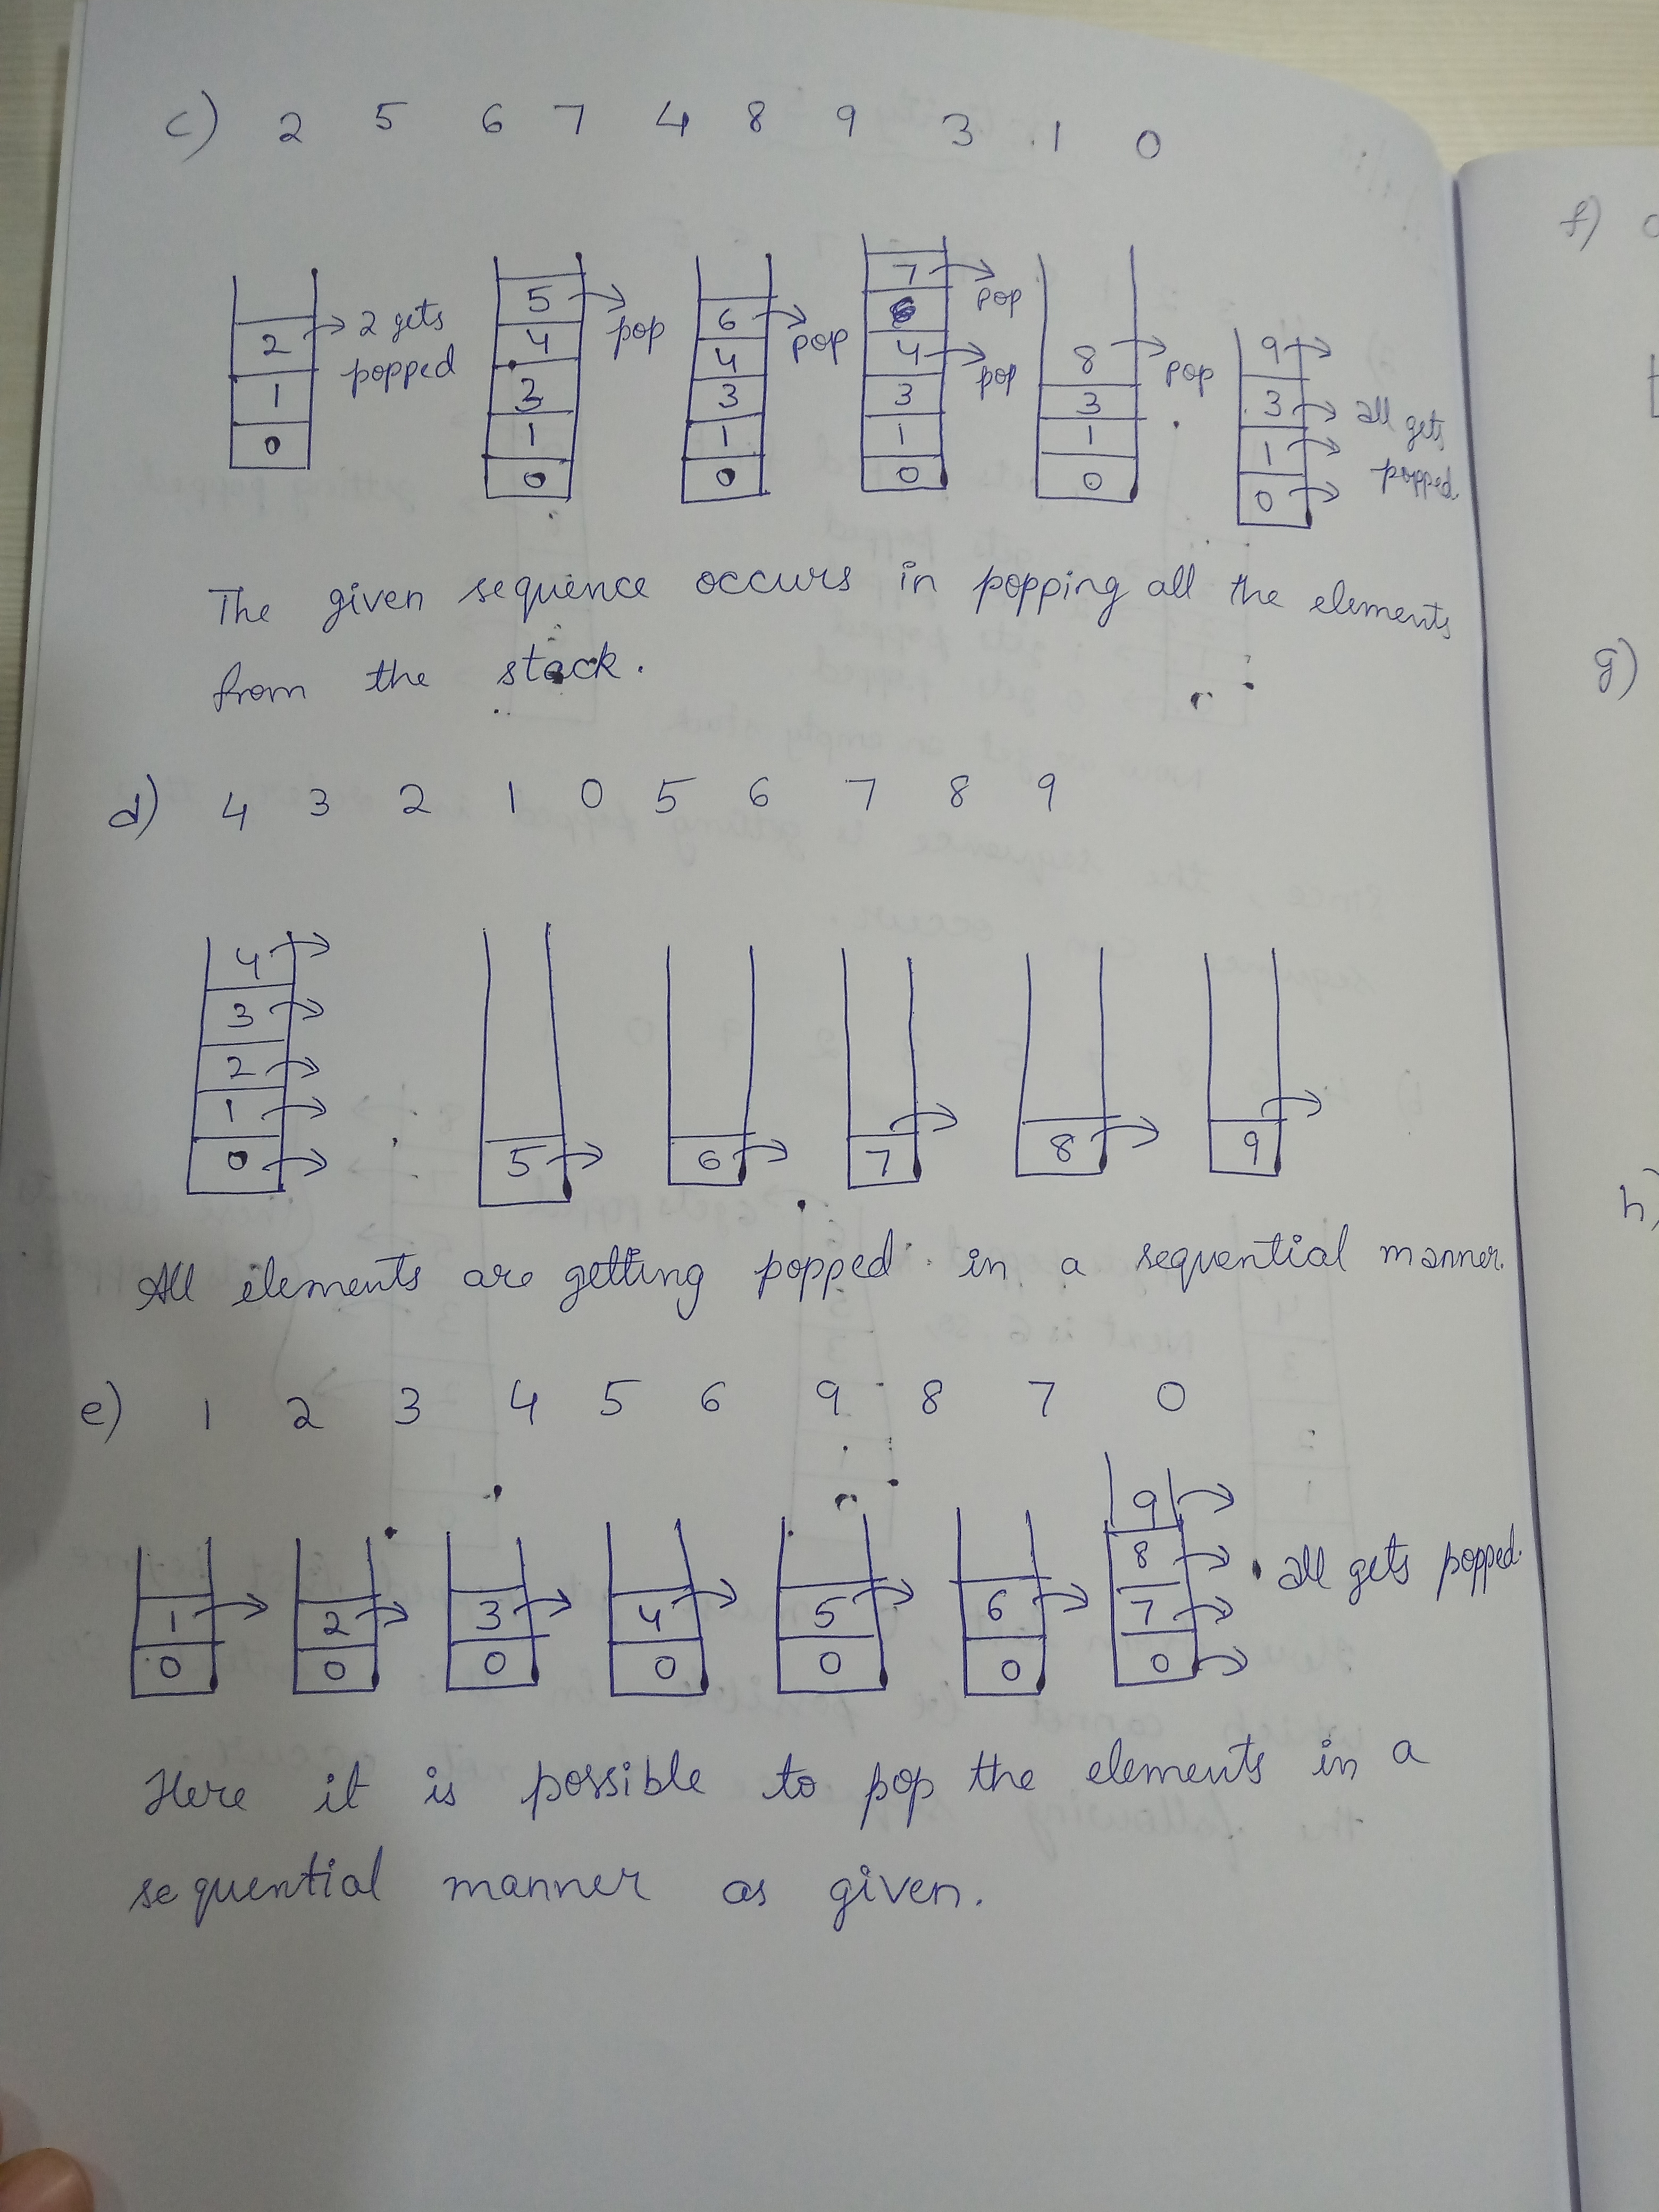 c) 2 5 6 7 4 8 9 3 1 0
2 → 2 gets
popped
1
0
5 → pop
4
3
1
0
6 → pop
4
3
1
0
7 → pop
6
4 → pop
3
1
0
8 → pop
3
1
0
9 →
3 → all gets
1 → popped.
0 →
The given sequence occurs in popping all the elements
from the stack.
d) 4 3 2 1 0 5 6 7 8 9
4 →
3 →
2 →
1 →
0 →
5 →
6 →
7 →
8 →
9 →
All elements are getting popped in a sequential manner.
e) 1 2 3 4 5 6 9 8 7 0
1 →
0
2 →
0
3 →
0
4 →
0
5 →
0
6 →
0
9 →
8 → all gets popped.
7 →
0 →
Here it is possible to pop the elements in a
sequential manner as given.
f)
g)
h)